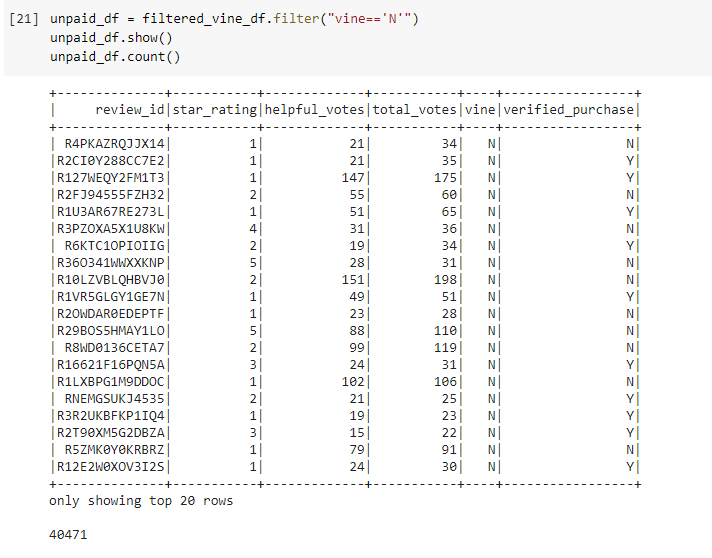 [21] unpaid_df = filtered_vine_df.filter("vine=='N'")
unpaid_df.show()
unpaid_df.count()
+--------------+-----------+-------------+-----------+----+-----------------+
|     review_id|star_rating|helpful_votes|total_votes|vine|verified_purchase|
+--------------+-----------+-------------+-----------+----+-----------------+
| R4PKAZRQJJX14|          1|           21|         34|   N|                N|
|R2CI0Y288CC7E2|          1|           21|         35|   N|                Y|
|R127WEQY2FM1T3|          1|          147|        175|   N|                Y|
|R2FJ94555FZH32|          2|           55|         60|   N|                N|
|R1U3AR67RE273L|          1|           51|         65|   N|                Y|
|R3PZOXA5X1U8KW|          4|           31|         36|   N|                N|
| R6KTC1OPIOIIG|          2|           19|         34|   N|                Y|
|R36O341WWXXKNP|          5|           28|         31|   N|                N|
|R10LZVBLQHBVJ0|          2|          151|        198|   N|                N|
|R1VR5GLGY1GE7N|          1|           49|         51|   N|                Y|
|R2OWDAR0EDEPTF|          1|           23|         28|   N|                N|
|R29BOS5HMAY1LO|          5|           88|        110|   N|                N|
| R8WD0136CETA7|          2|           99|        119|   N|                N|
|R16621F16PQN5A|          3|           24|         31|   N|                Y|
|R1LXBPG1M9DDOC|          1|          102|        106|   N|                N|
| RNEMGSUKJ4535|          2|           21|         25|   N|                Y|
|R3R2UKBFKP1IQ4|          1|           19|         23|   N|                Y|
|R2T90XM5G2DBZA|          3|           15|         22|   N|                Y|
| R5ZMK0Y0KRBRZ|          1|           79|         91|   N|                N|
|R12E2W0XOV3I2S|          1|           24|         30|   N|                Y|
+--------------+-----------+-------------+-----------+----+-----------------+
only showing top 20 rows
40471